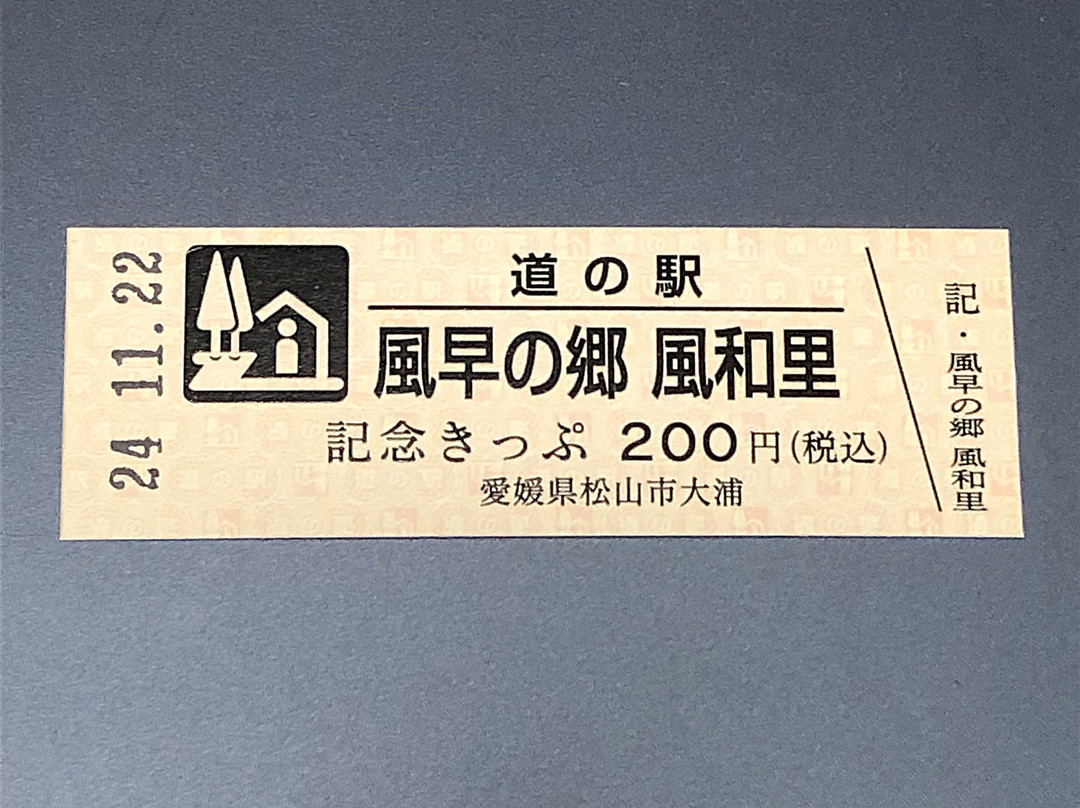 24 11.22
道の駅
風早の郷 風和里
記念きっぷ 200円(税込)
愛媛県松山市大浦
記・風早の郷 風和里